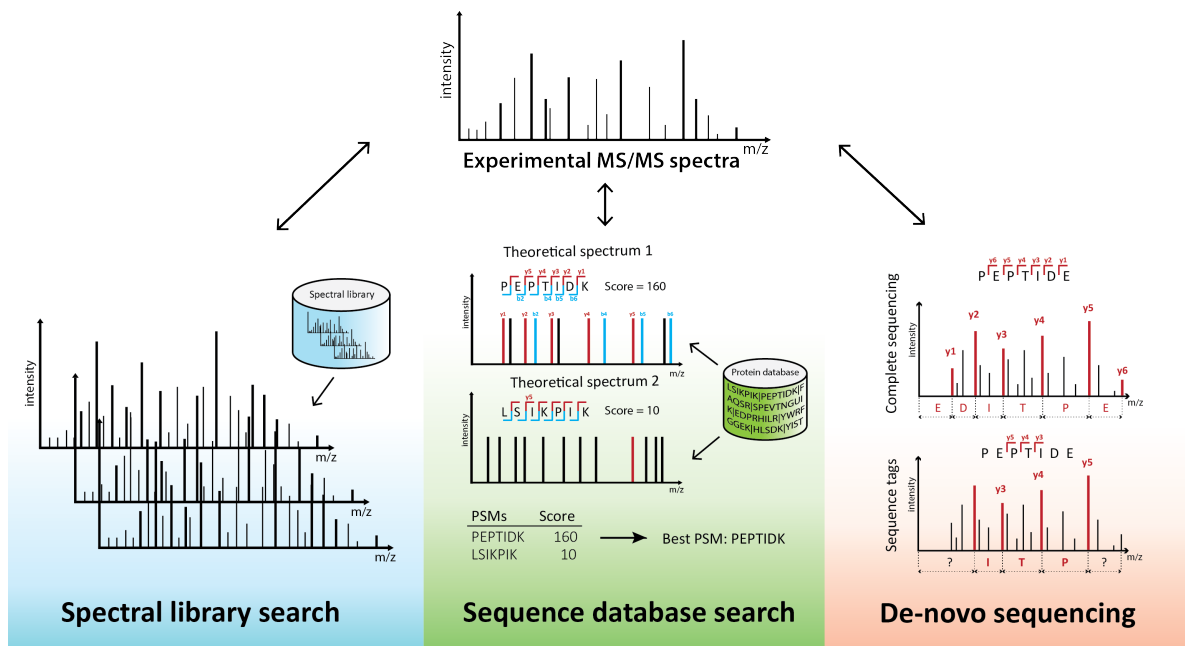 intensity
m/z
Experimental MS/MS spectra
Spectral library
intensity
m/z
m/z
m/z
Spectral library search
Theoretical spectrum 1
y5 y4 y3 y2 y1
PEPTIDK
Score = 160
b2 b4 b5 b6
intensity
y1 y2 b2 y3 y4 b4 y5 b5 b6
m/z
Theoretical spectrum 2
y5
LSIKPIK
Score = 10
intensity
m/z
Protein database
LSIKPIK|PEPTIDK|F
AQSR|SPEVTNGUI
K|EDPRHILR|YWRF
GGEK|HLSDK|YIST
PSMs Score
PEPTIDK 160
LSIKPIK 10
Best PSM: PEPTIDK
Sequence database search
Complete sequencing
y6 y5 y4 y3 y2 y1
PEPTIDE
intensity
y1 y2 y3 y4 y5 y6
m/z
E D I T P E
Sequence tags
y5 y4 y3
PEPTIDE
intensity
y3 y4 y5
m/z
? I T P ?
De-novo sequencing